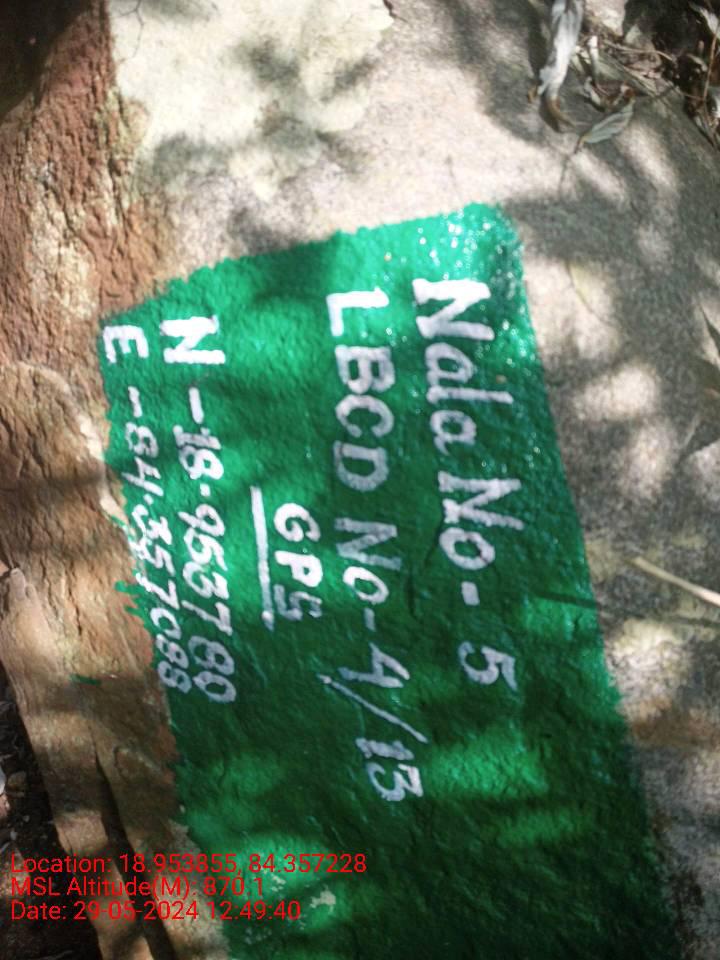 Nala No- 5
LBCD No- 4/13
GPS
N -18.953780
E -84.357088
Location: 18.953855, 84.357228
MSL Altitude(M): 870.1
Date: 29-05-2024 12:49:40